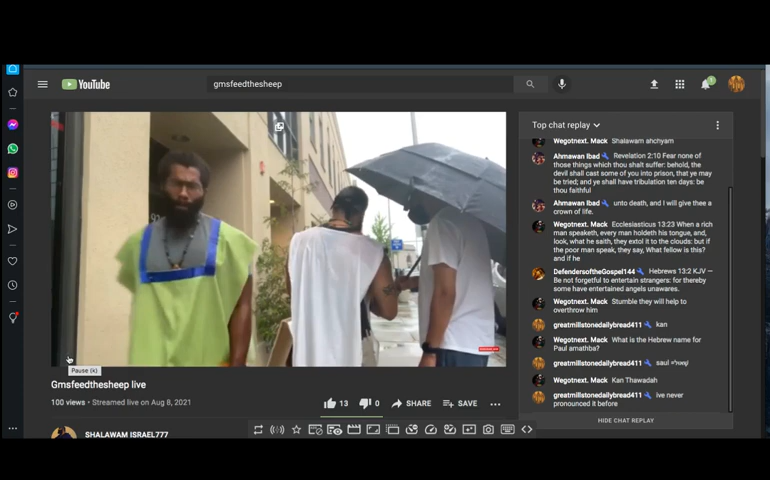 YouTube
gmsfeedthesheep
Top chat replay
Wegotnext. Mack Shalawam ahchyam
Ahmawan Ibad Revelation 2:10 Fear none of
those things which thou shalt suffer: behold, the
devil shall cast some of you into prison, that ye may
be tried; and ye shall have tribulation ten days: be
thou faithful
Ahmawan Ibad unto death, and I will give thee a
crown of life.
Wegotnext. Mack Ecclesiasticus 13:23 When a rich
man speaketh, every man holdeth his tongue, and,
look, what he saith, they extol it to the clouds: but if
the poor man speak, they say, What fellow is this?
and if he
DefendersoftheGospel144 Hebrews 13:2 KJV —
Be not forgetful to entertain strangers: for thereby
some have entertained angels unawares.
Wegotnext. Mack Stumble they will help to
overthrow him
greatmillstonedailybread411 kan
Wegotnext. Mack What is the Hebrew name for
Paul amathba?
greatmillstonedailybread411 saul
Wegotnext. Mack Kan Thawadah
greatmillstonedailybread411 ive never
pronounced it before
HIDE CHAT REPLAY
Pause (k)
Gmsfeedthesheep live
100 views • Streamed live on Aug 8, 2021
13
0
SHARE
SAVE
SHALAWAM ISRAEL777